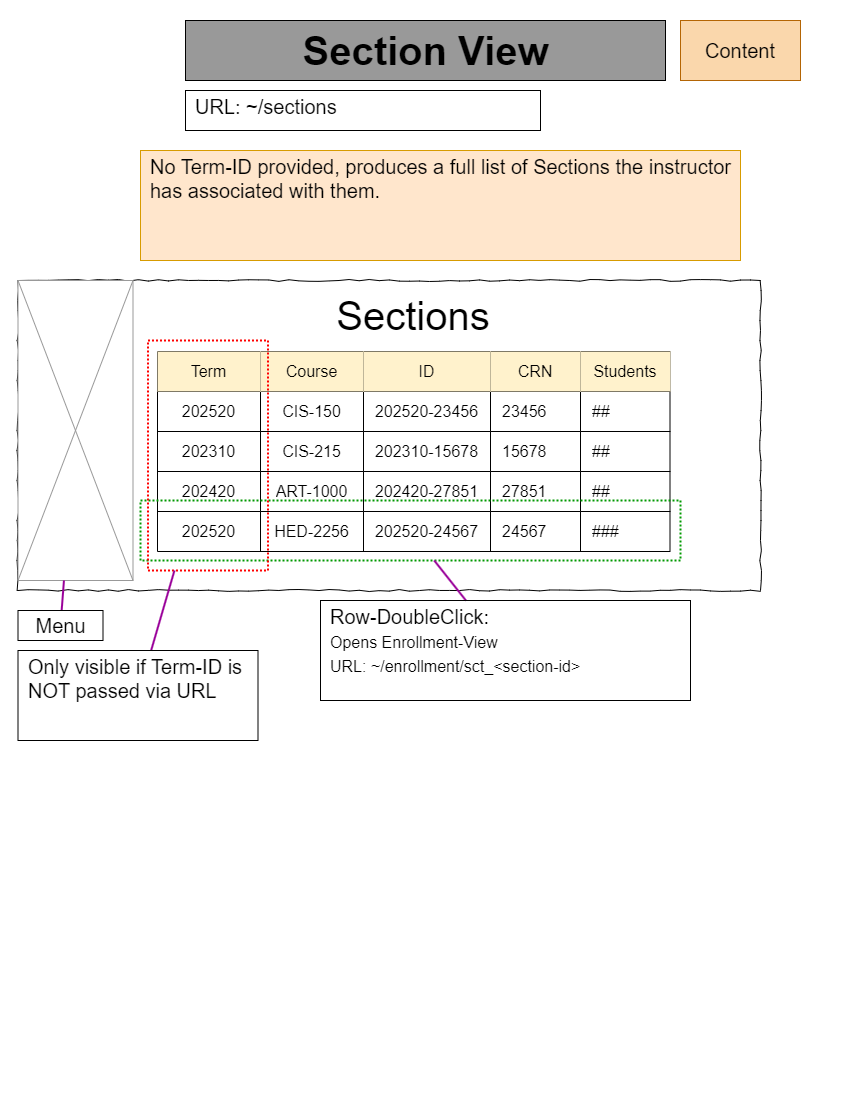 Section View
Content
URL: ~/sections
No Term-ID provided, produces a full list of Sections the instructor
has associated with them.
Sections
Term Course ID CRN Students
202520 CIS-150 202520-23456 23456 ##
202310 CIS-215 202310-15678 15678 ##
202420 ART-1000 202420-27851 27851 ##
202520 HED-2256 202520-24567 24567 ###
Menu
Only visible if Term-ID is
NOT passed via URL
Row-DoubleClick:
Opens Enrollment-View
URL: ~/enrollment/sct_<section-id>